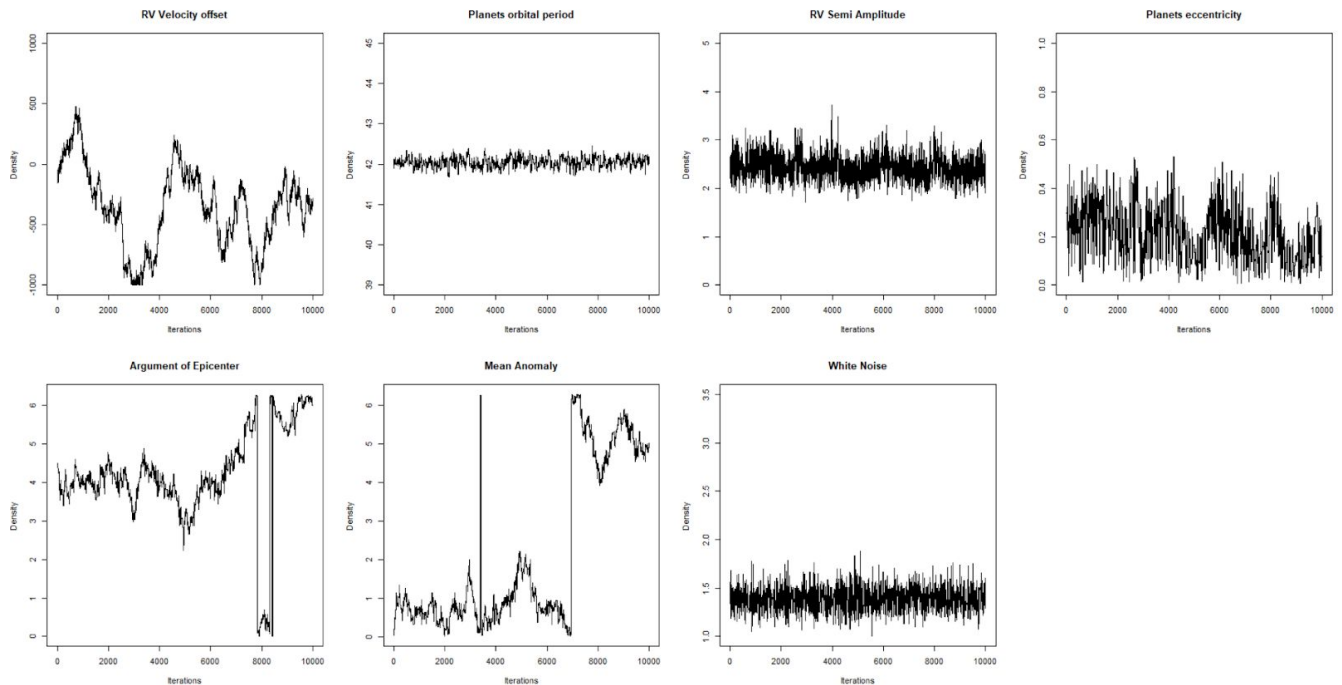 RV Velocity offset
Density
1000
500
0
-500
-1000
0 2000 4000 6000 8000 10000
Iterations
Planets orbital period
Density
45
44
43
42
41
40
39
0 2000 4000 6000 8000 10000
Iterations
RV Semi Amplitude
Density
5
4
3
2
1
0
0 2000 4000 6000 8000 10000
Iterations
Planets eccentricity
Density
1.0
0.8
0.6
0.4
0.2
0.0
0 2000 4000 6000 8000 10000
Iterations
Argument of Epicenter
Density
6
5
4
3
2
1
0
0 2000 4000 6000 8000 10000
Iterations
Mean Anomaly
Density
6
5
4
3
2
1
0
0 2000 4000 6000 8000 10000
Iterations
White Noise
Density
3.5
3.0
2.5
2.0
1.5
1.0
0 2000 4000 6000 8000 10000
Iterations